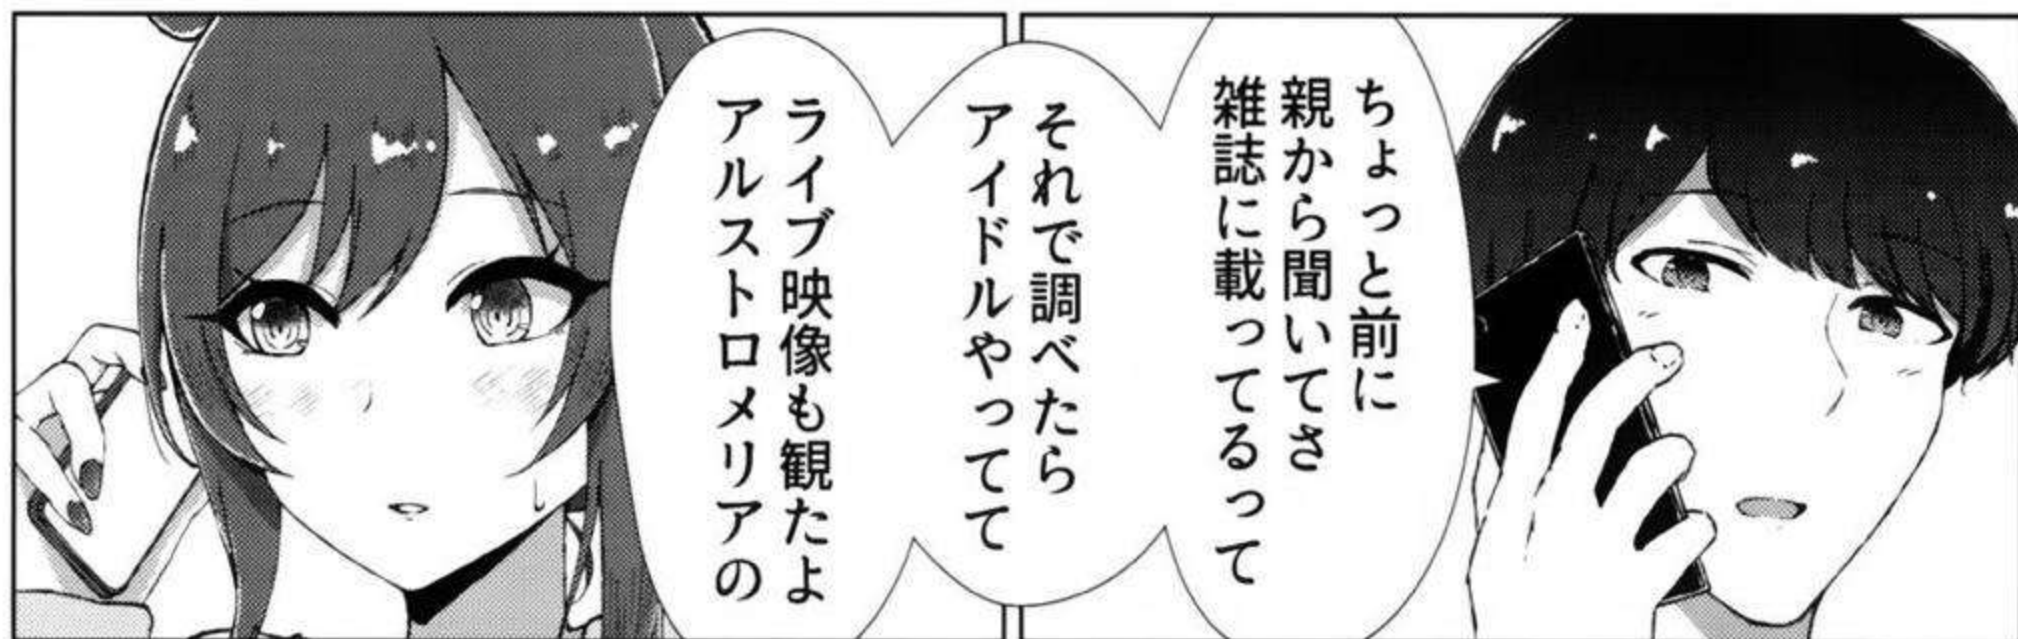 ちょっと前に
親から聞いてさ
雑誌に載ってるって
それで調べたら
アイドルやってて
ライブ映像も観たよ
アルストロメリアの